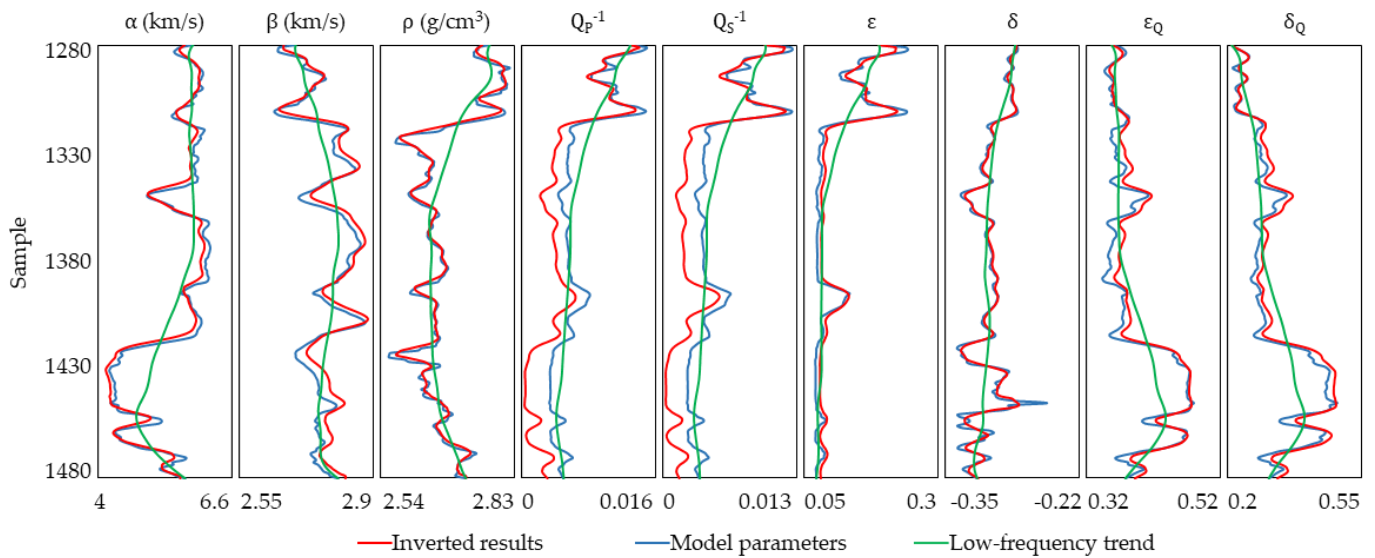 α (km/s) β (km/s) ρ (g/cm³) Qₚ⁻¹ Qₛ⁻¹ ε δ ε_Q δ_Q
1280
1330
1380
1430
1480
Sample
4 6.6 2.55 2.9 2.54 2.83 0 0.016 0 0.013 0.05 0.3 -0.35 -0.22 0.32 0.52 0.2 0.55
Inverted results Model parameters Low-frequency trend